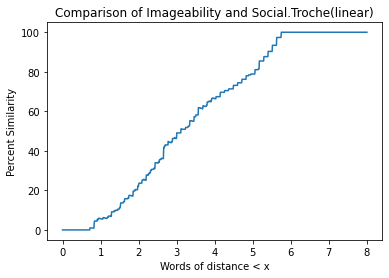 Comparison of Imageability and Social.Troche(linear)
100
80
60
40
20
0
Percent Similarity
0 1 2 3 4 5 6 7 8
Words of distance < x